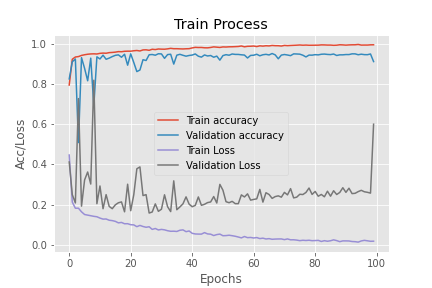 Train Process
Acc/Loss
1.0
0.8
0.6
0.4
0.2
0.0
Train accuracy
Validation accuracy
Train Loss
Validation Loss
0 20 40 60 80 100
Epochs